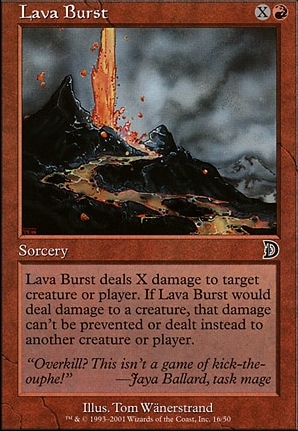 Lava Burst X
Sorcery D
Lava Burst deals X damage to target
creature or player. If Lava Burst would
deal damage to a creature, that damage
can't be prevented or dealt instead to
another creature or player.
"Overkill? This isn't a game of kick-the-
ouphe!" —Jaya Ballard, task mage
Illus. Tom Wänerstrand
™ & © 1993–2001 Wizards of the Coast, Inc. 16/50